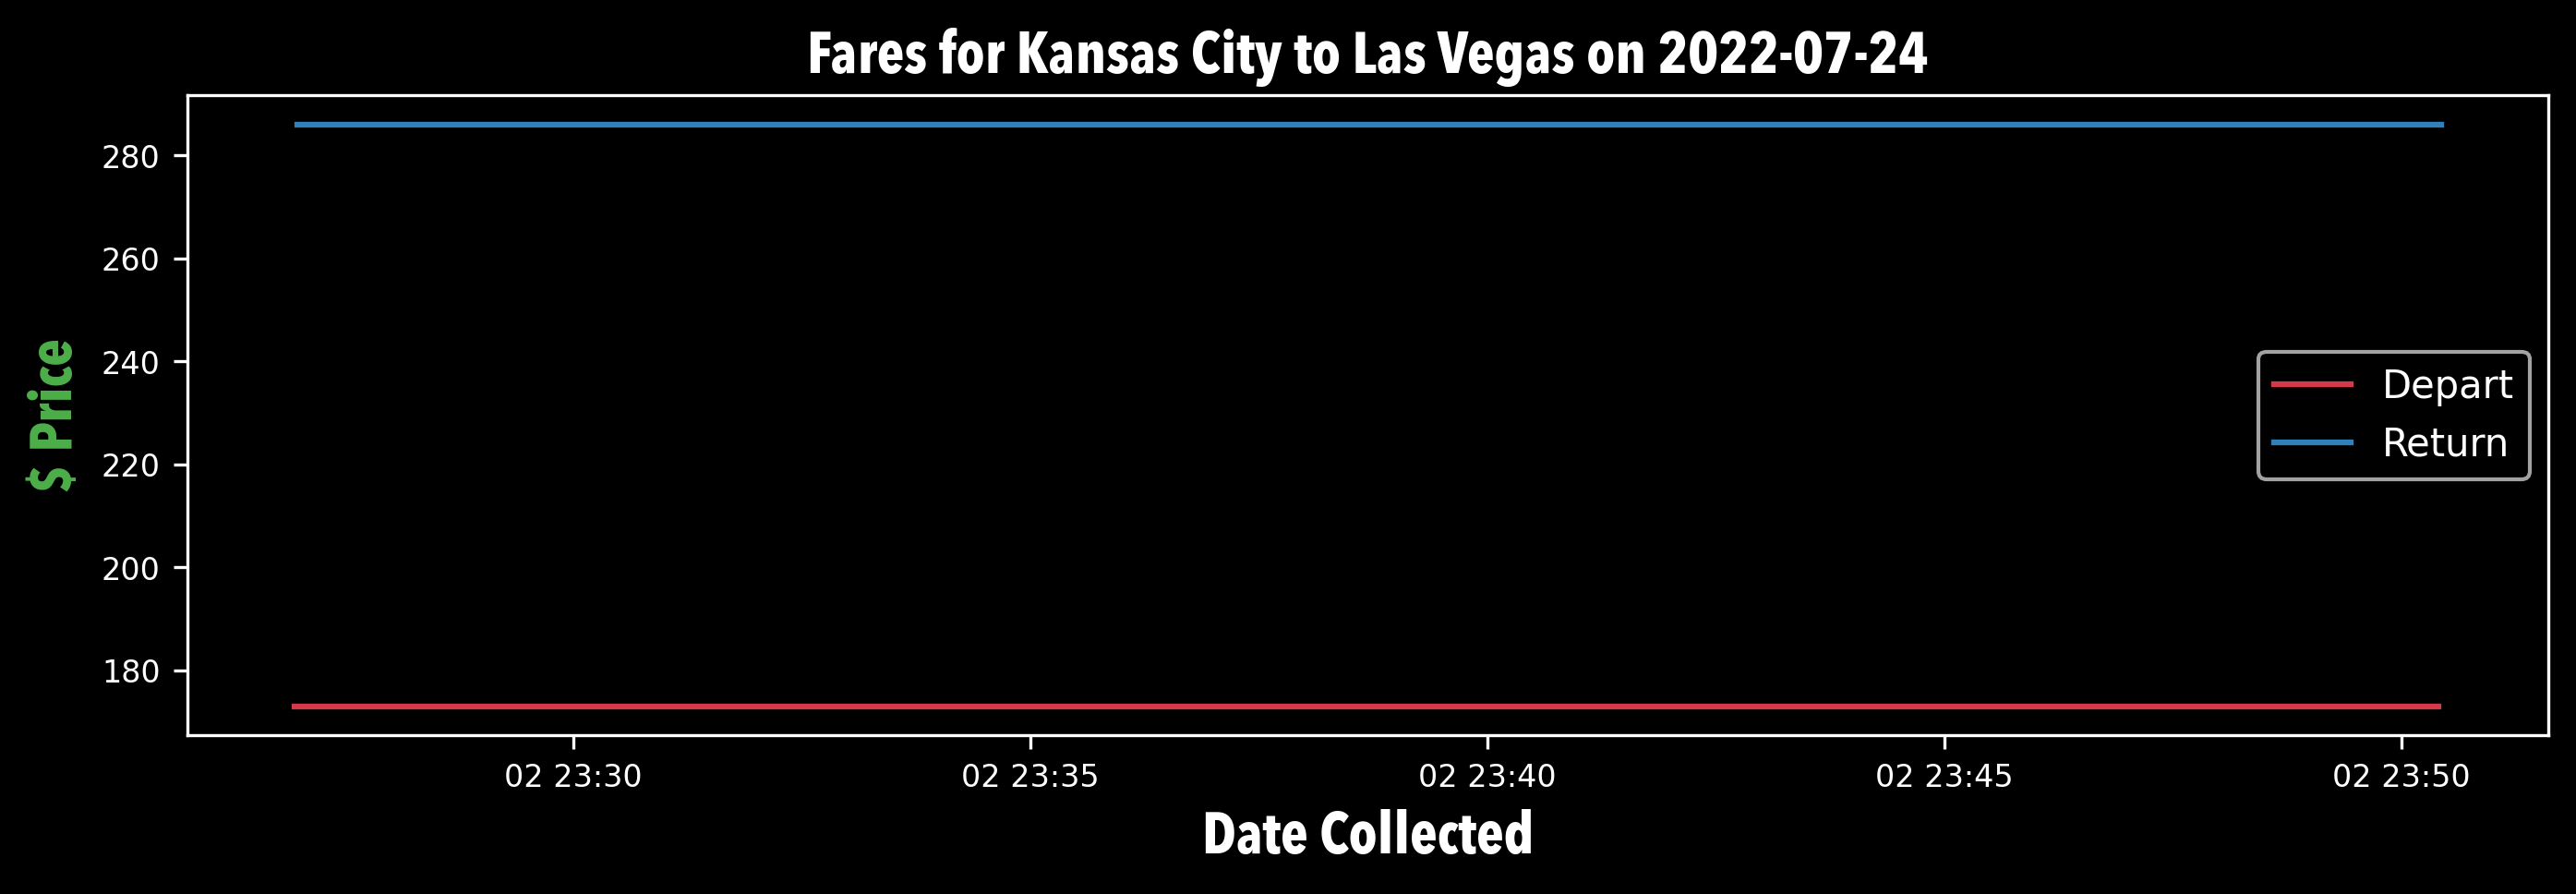 Fares for Kansas City to Las Vegas on 2022-07-24
$ Price
280
260
240
220
200
180
Depart
Return
02 23:30
02 23:35
02 23:40
02 23:45
02 23:50
Date Collected